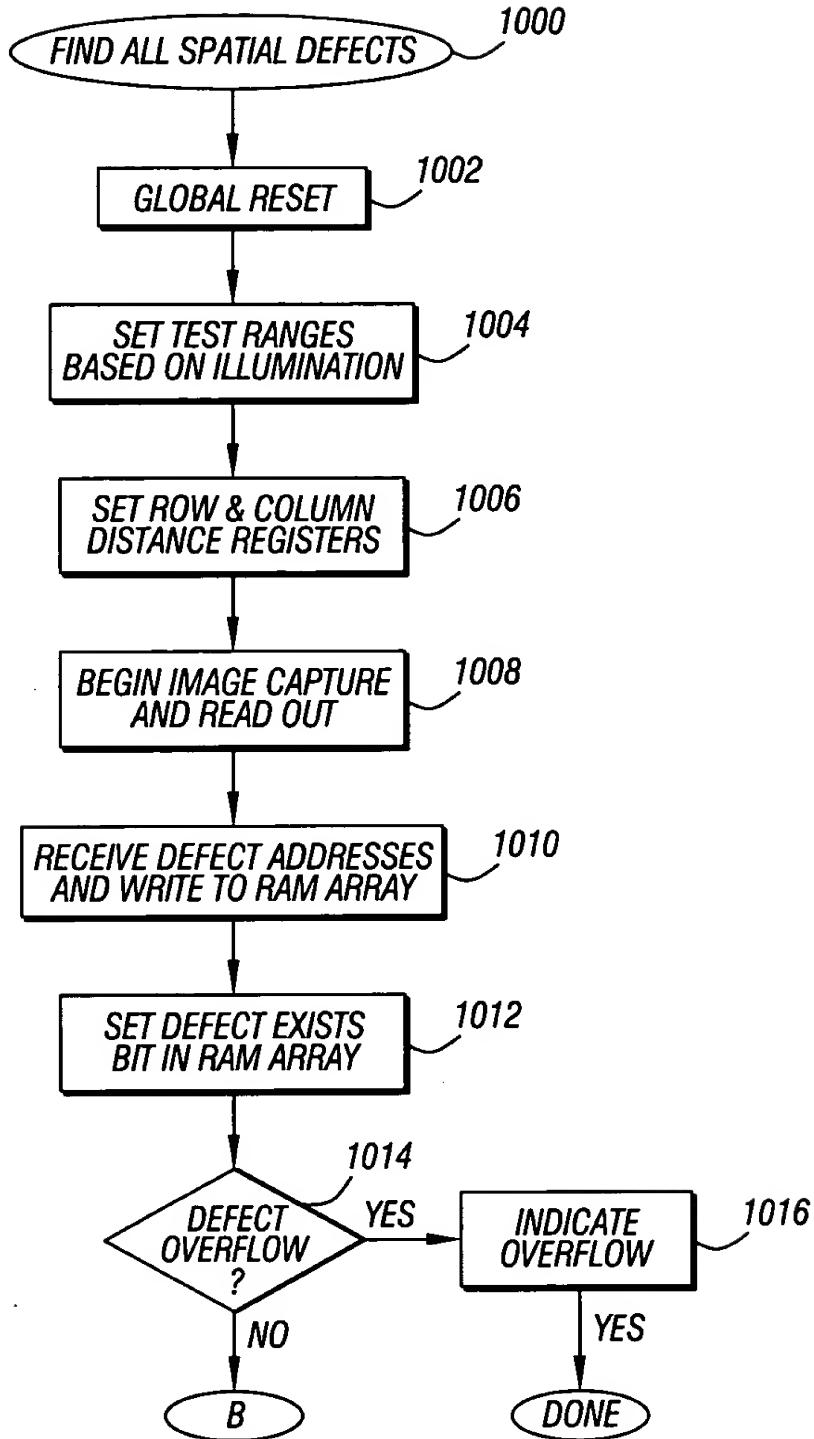 FIND ALL SPATIAL DEFECTS
1000
GLOBAL RESET
1002
SET TEST RANGES
BASED ON ILLUMINATION
1004
SET ROW & COLUMN
DISTANCE REGISTERS
1006
BEGIN IMAGE CAPTURE
AND READ OUT
1008
RECEIVE DEFECT ADDRESSES
AND WRITE TO RAM ARRAY
1010
SET DEFECT EXISTS
BIT IN RAM ARRAY
1012
DEFECT
OVERFLOW
?
1014
YES
INDICATE
OVERFLOW
1016
NO
YES
B
DONE